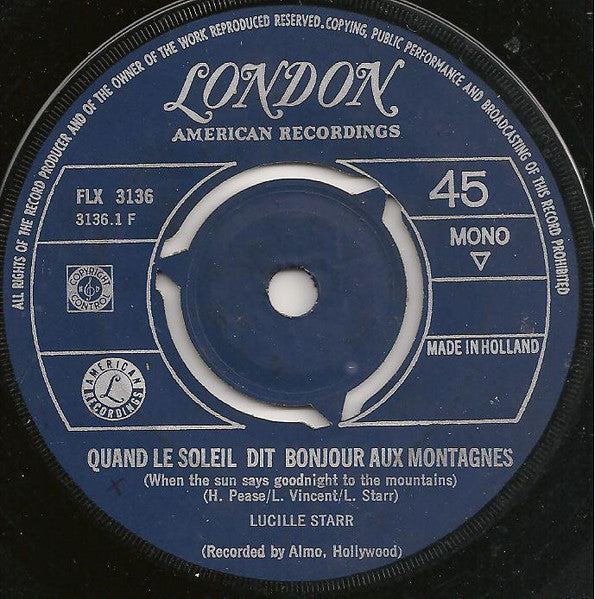 ALL RIGHTS OF THE RECORD PRODUCER AND OF THE OWNER OF THE WORK REPRODUCED RESERVED. COPYING, PUBLIC PERFORMANCE AND BROADCASTING OF THIS RECORD PROHIBITED
LONDON
AMERICAN RECORDINGS
FLX 3136
3136.1 F
45
MONO
COPYRIGHT
CONTROL
MADE IN HOLLAND
AMERICAN
L
RECORDINGS
QUAND LE SOLEIL DIT BONJOUR AUX MONTAGNES
(When the sun says goodnight to the mountains)
(H. Pease/L. Vincent/L. Starr)
LUCILLE STARR
(Recorded by Almo, Hollywood)